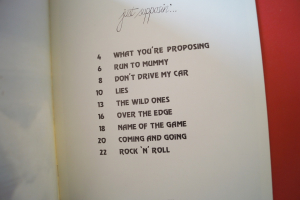 just supposin'...
4 WHAT YOU'RE PROPOSING
6 RUN TO MUMMY
8 DON'T DRIVE MY CAR
10 LIES
13 THE WILD ONES
16 OVER THE EDGE
18 NAME OF THE GAME
20 COMING AND GOING
22 ROCK 'N' ROLL